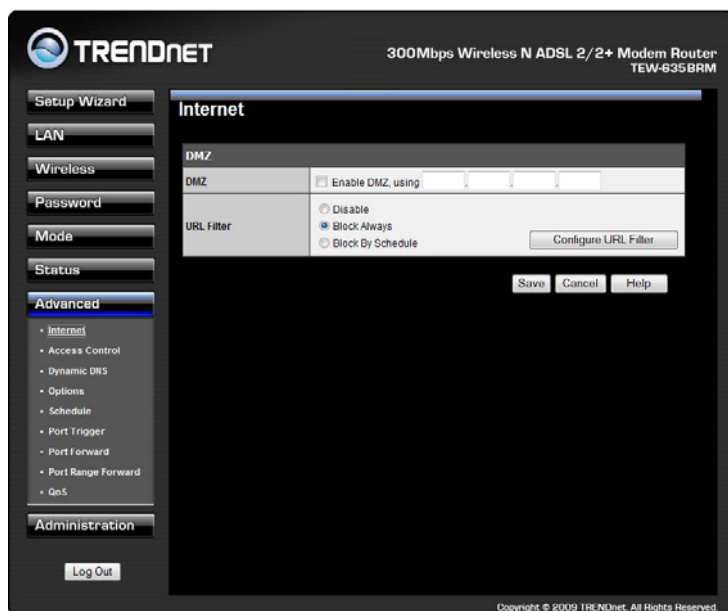 TRENDNET
300Mbps Wireless N ADSL 2/2+ Modem Router
TEW-635BRM
Setup Wizard
LAN
Wireless
Password
Mode
Status
Advanced
• Internet
• Access Control
• Dynamic DNS
• Options
• Schedule
• Port Trigger
• Port Forward
• Port Range Forward
• QoS
Administration
Log Out
Internet
DMZ
DMZ
Enable DMZ, using . . .
URL Filter
Disable
Block Always
Block By Schedule
Configure URL Filter
Save Cancel Help
Copyright © 2009 TRENDnet. All Rights Reserved.